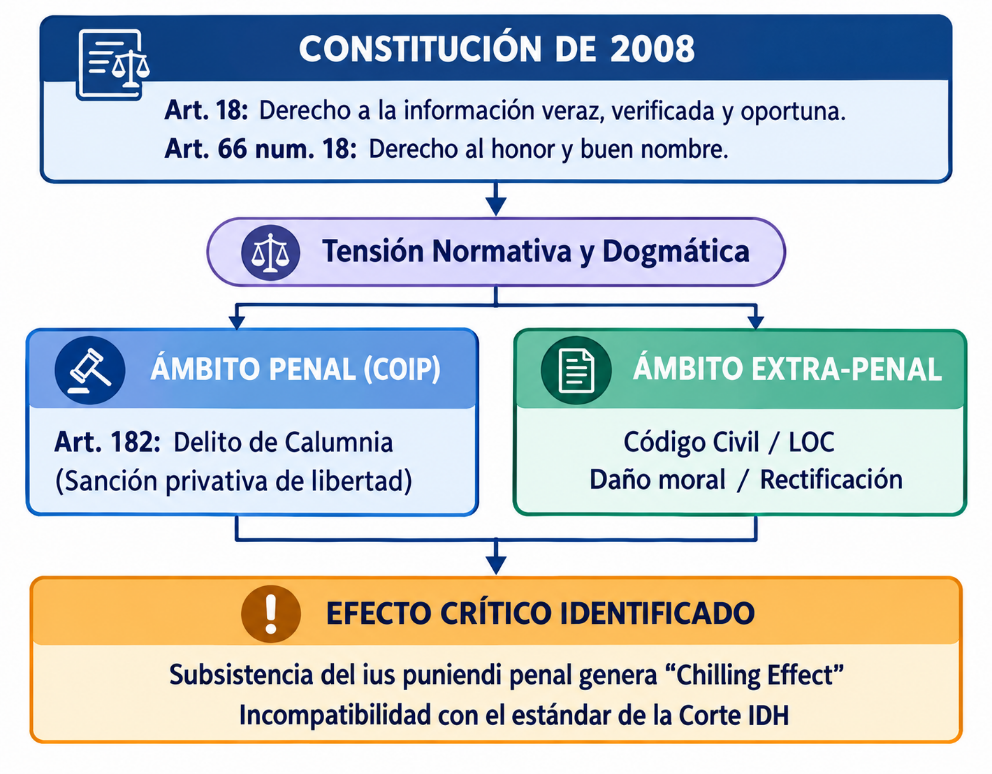 CONSTITUCIÓN DE 2008
Art. 18: Derecho a la información veraz, verificada y oportuna.
Art. 66 num. 18: Derecho al honor y buen nombre.
Tensión Normativa y Dogmática
ÁMBITO PENAL (COIP)
Art. 182: Delito de Calumnia
(Sanción privativa de libertad)
ÁMBITO EXTRA-PENAL
Código Civil / LOC
Daño moral / Rectificación
EFECTO CRÍTICO IDENTIFICADO
Subsistencia del ius puniendi penal genera “Chilling Effect”
Incompatibilidad con el estándar de la Corte IDH